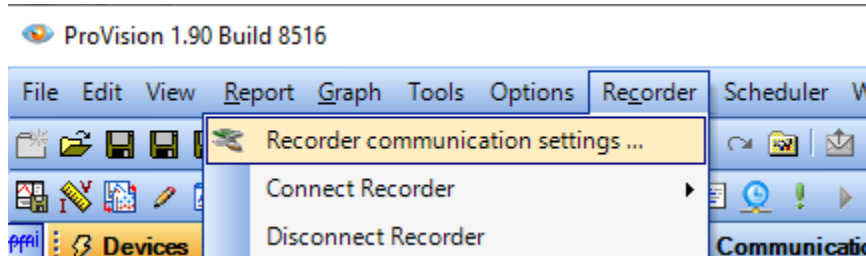 ProVision 1.90 Build 8516
File Edit View Report Graph Tools Options Recorder Scheduler
Recorder communication settings ...
Connect Recorder
Devices Disconnect Recorder